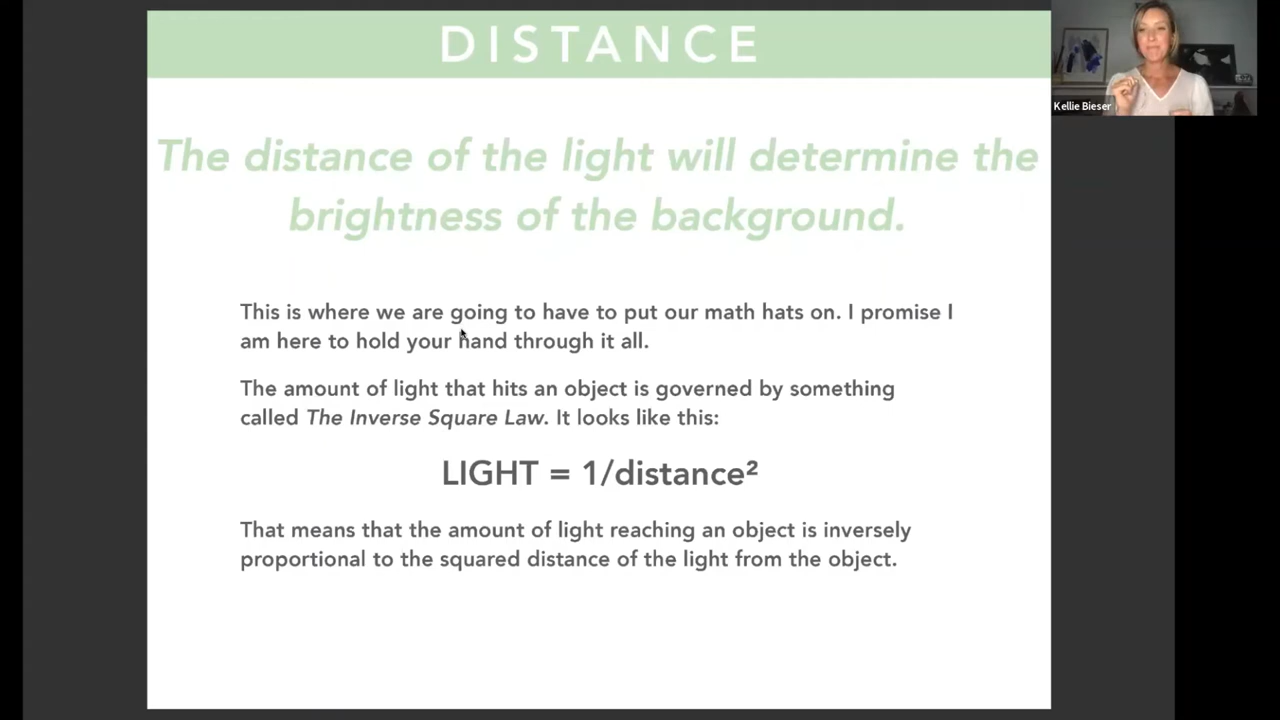 DISTANCE
Kellie Bieser
The distance of the light will determine the
brightness of the background.
This is where we are going to have to put our math hats on. I promise I
am here to hold your hand through it all.
The amount of light that hits an object is governed by something
called The Inverse Square Law. It looks like this:
LIGHT = 1/distance²
That means that the amount of light reaching an object is inversely
proportional to the squared distance of the light from the object.